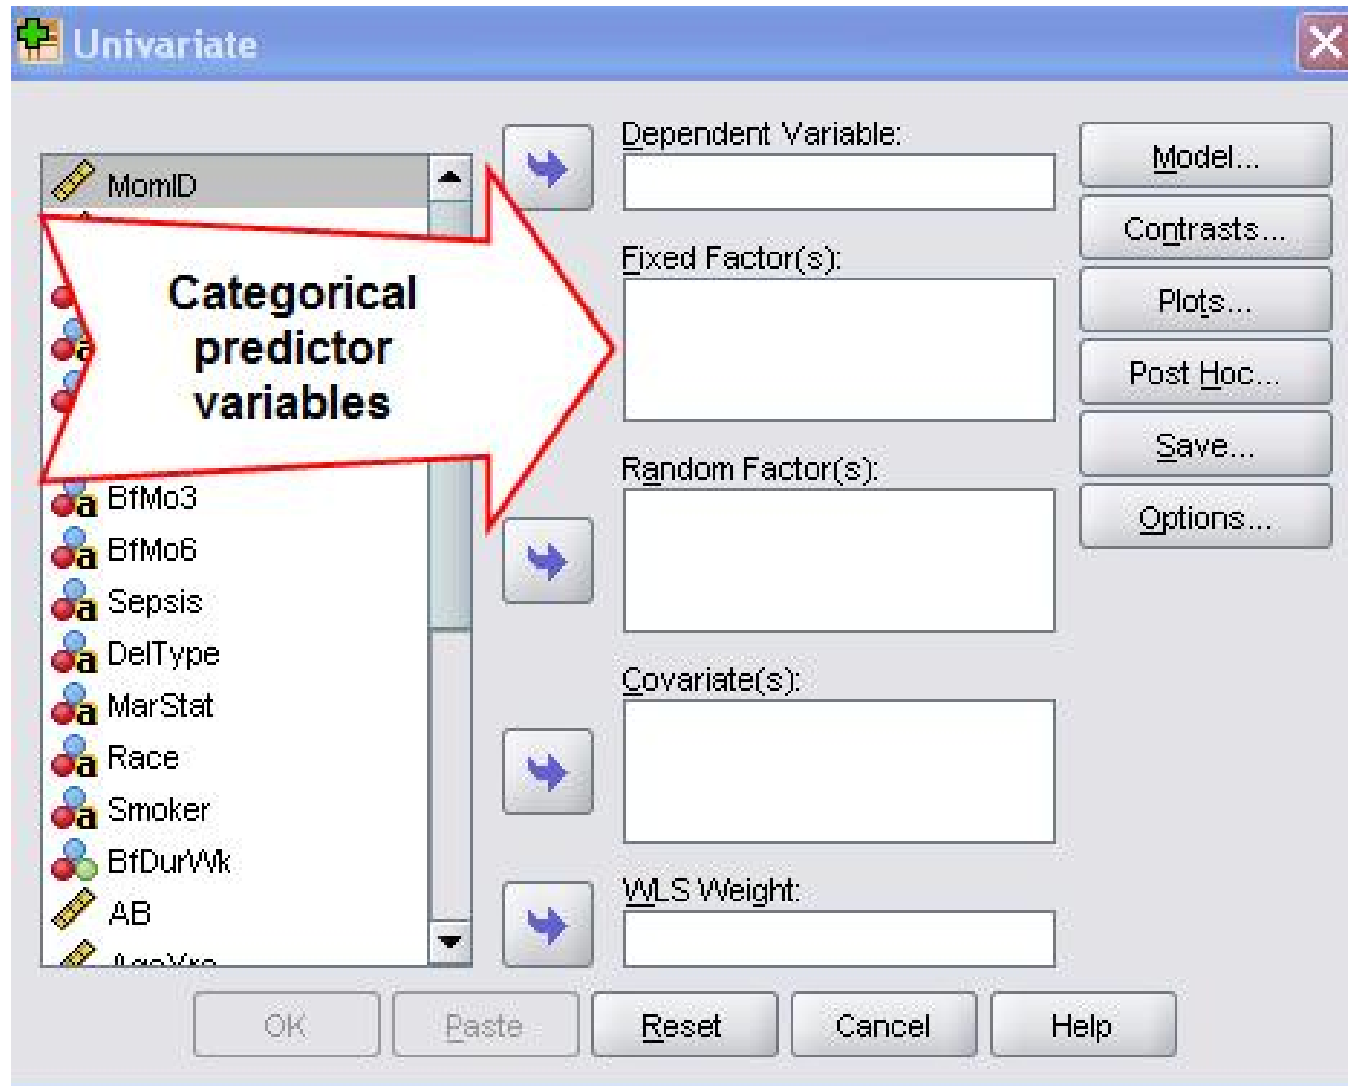 Univariate
MomID
Categorical
predictor
variables
BfMo3
BfMo6
Sepsis
DelType
MarStat
Race
Smoker
BfDurWk
AB
Dependent Variable:
Fixed Factor(s):
Random Factor(s):
Covariate(s):
WLS Weight:
Model...
Contrasts...
Plots...
Post Hoc...
Save...
Options...
OK
Paste
Reset
Cancel
Help